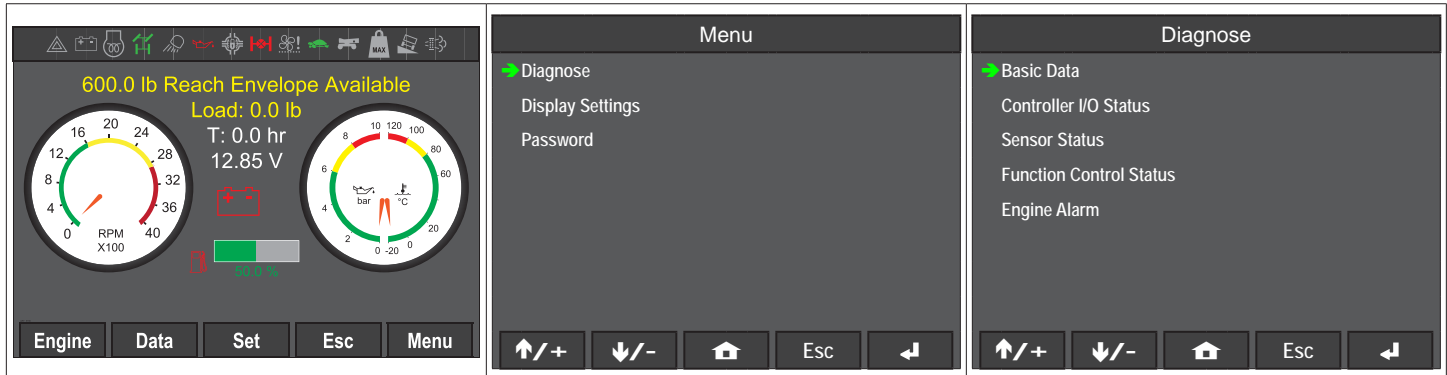 MAX
600.0 lb Reach Envelope Available
Load: 0.0 lb
T: 0.0 hr
12.85 V
0 4 8 12 16 20 24 28 32 36 40
RPM
X100
0 2 4 6 8 10
bar
120 100 80 60 20 0 -20
°C
50.0 %
Engine Data Set Esc Menu
Menu
Diagnose
Display Settings
Password
↑/+ ↓/- Esc
Diagnose
Basic Data
Controller I/O Status
Sensor Status
Function Control Status
Engine Alarm
↑/+ ↓/- Esc